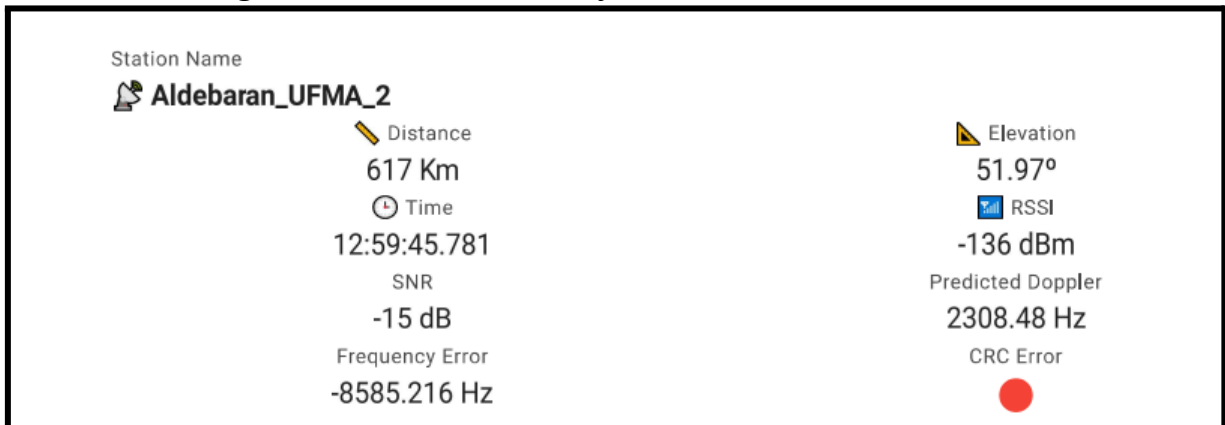 Station Name
Aldebaran_UFMA_2
Distance Elevation
617 Km 51.97º
Time RSSI
12:59:45.781 -136 dBm
SNR Predicted Doppler
-15 dB 2308.48 Hz
Frequency Error CRC Error
-8585.216 Hz